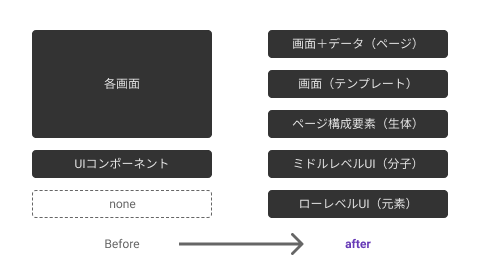 各画面
UIコンポーネント
none
Before
画面＋データ（ページ）
画面（テンプレート）
ページ構成要素（生体）
ミドルレベルUI（分子）
ローレベルUI（元素）
after